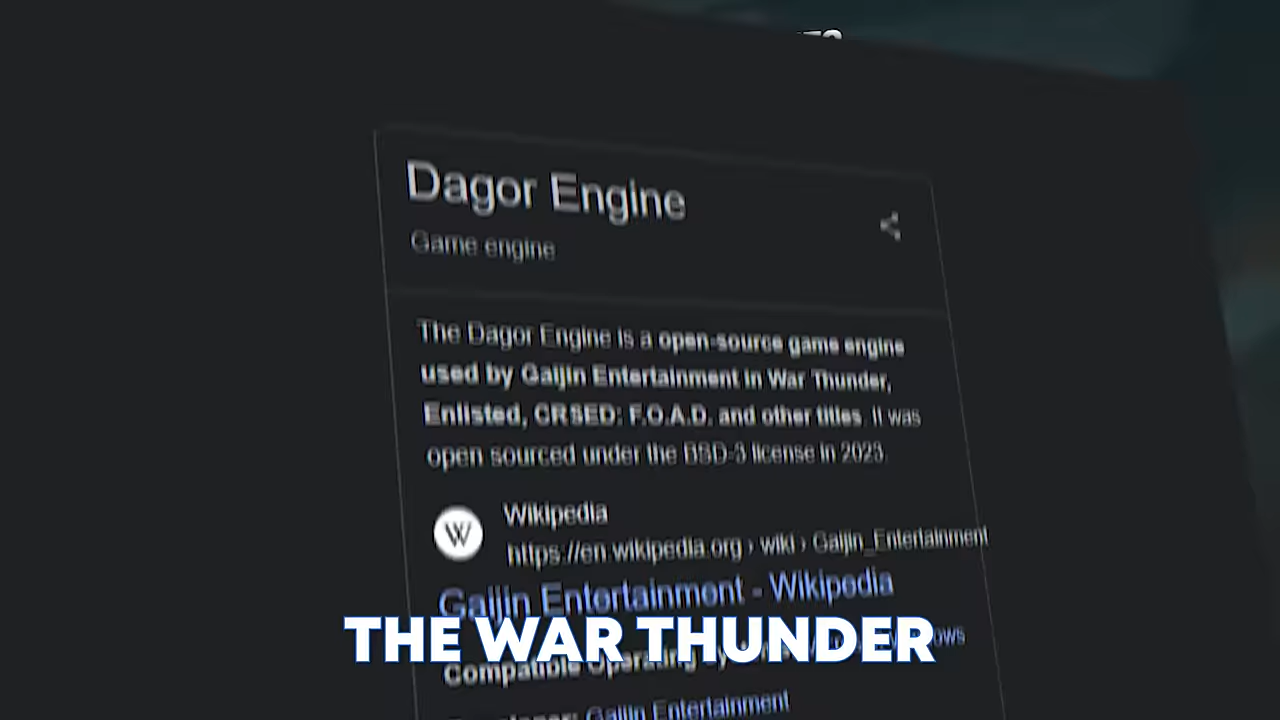 Dagor Engine
Game engine
The Dagor Engine is a open-source game engine
used by Gaijin Entertainment in War Thunder,
Enlisted, CRSED: F.O.A.D. and other titles. It was
open sourced under the BSD-3 license in 2023.
W
Wikipedia
https://en.wikipedia.org › wiki › Gaijin_Entertainment
Gaijin Entertainment - Wikipedia
THE WAR THUNDER
Compatible Operating
Gaijin Entertainment